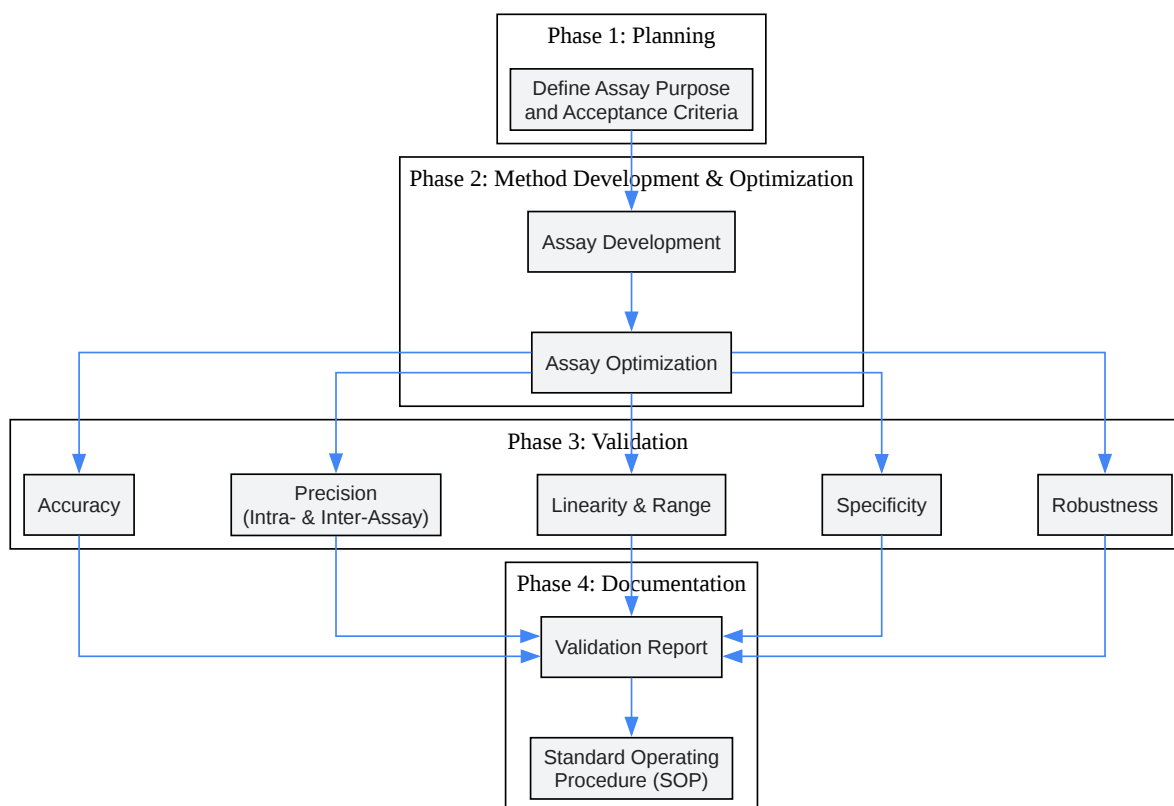 Phase 1: Planning
Define Assay Purpose
and Acceptance Criteria
Phase 2: Method Development & Optimization
Assay Development
Assay Optimization
Phase 3: Validation
Accuracy
Precision
(Intra- & Inter-Assay)
Linearity & Range
Specificity
Robustness
Phase 4: Documentation
Validation Report
Standard Operating
Procedure (SOP)